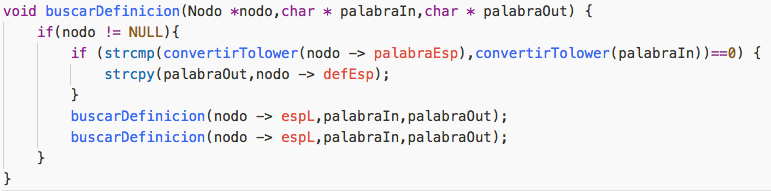 void buscarDefinicion(Nodo *nodo,char * palabraIn,char * palabraOut) {
if(nodo != NULL){
if (strcmp(convertirTolower(nodo -> palabraEsp),convertirTolower(palabraIn))==0) {
strcpy(palabraOut,nodo -> defEsp);
}
buscarDefinicion(nodo -> espL,palabraIn,palabraOut);
buscarDefinicion(nodo -> espL,palabraIn,palabraOut);
}
}